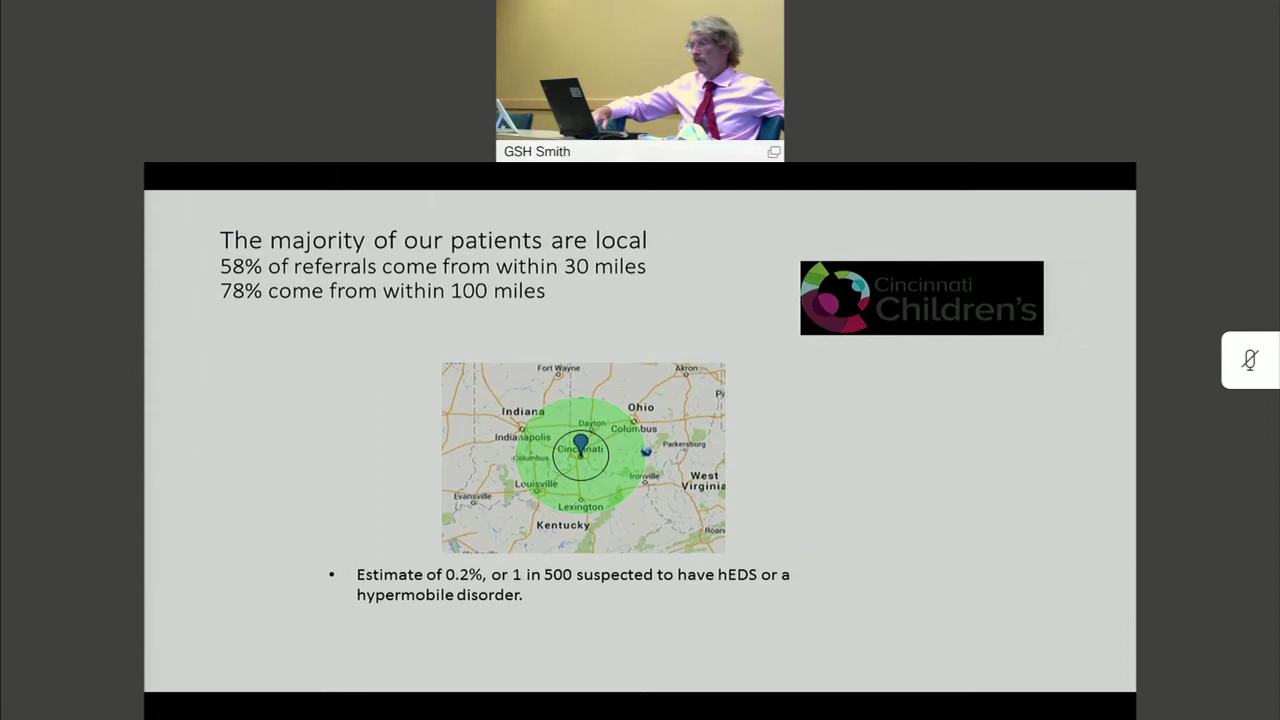 GSH Smith
The majority of our patients are local
58% of referrals come from within 30 miles
78% come from within 100 miles
Cincinnati
Children's
Fort Wayne
Akron
Indiana
Ohio
Dayton
Columbus
Indianapolis
Parkersburg
Cincinnati
Columbus
Ironville
West
Virginia
Louisville
Evansville
Lexington
Kentucky
• Estimate of 0.2%, or 1 in 500 suspected to have hEDS or a
hypermobile disorder.